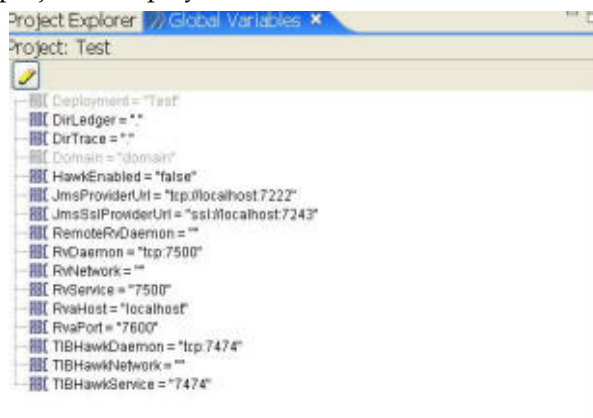 Project Explorer Global Variables
Project: Test
Deployment = "Test"
DirLedger = "."
DirTrace = "."
Domain = "domain"
HawkEnabled = "false"
JmsProviderUrl = "tcp://localhost:7222"
JmsSslProviderUrl = "ssl://localhost:7243"
RemoteRvDaemon = ""
RvDaemon = "tcp:7500"
RvNetwork = ""
RvService = "7500"
RvaHost = "localhost"
RvaPort = "7600"
TIBHawkDaemon = "tcp:7474"
TIBHawkNetwork = ""
TIBHawkService = "7474"